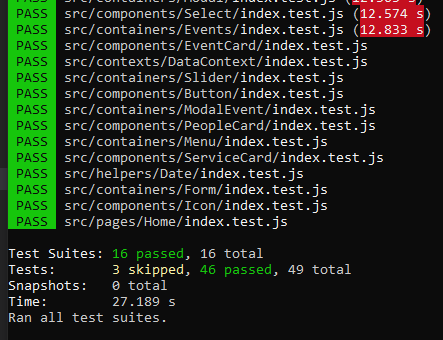 src/containers/Modal/index.test.js (12.565 s)
PASS src/components/Select/index.test.js (12.574 s)
PASS src/containers/Events/index.test.js (12.833 s)
PASS src/components/EventCard/index.test.js
PASS src/contexts/DataContext/index.test.js
PASS src/containers/Slider/index.test.js
PASS src/components/Button/index.test.js
PASS src/containers/ModalEvent/index.test.js
PASS src/components/PeopleCard/index.test.js
PASS src/containers/Menu/index.test.js
PASS src/components/ServiceCard/index.test.js
PASS src/helpers/Date/index.test.js
PASS src/containers/Form/index.test.js
PASS src/components/Icon/index.test.js
PASS src/pages/Home/index.test.js
Test Suites: 16 passed, 16 total
Tests: 3 skipped, 46 passed, 49 total
Snapshots: 0 total
Time: 27.189 s
Ran all test suites.